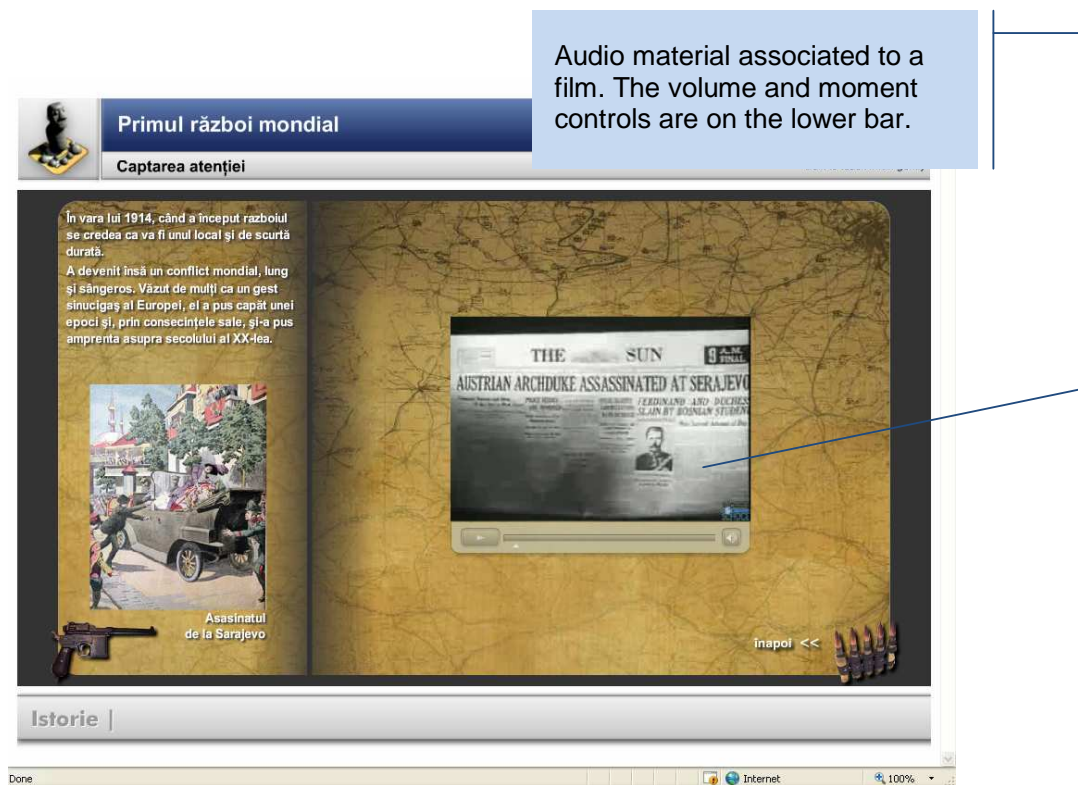 Audio material associated to a
film. The volume and moment
controls are on the lower bar.
Primul război mondial
Captarea atenţiei
În vara lui 1914, când a început razboiul
se credea ca va fi unul local şi de scurtă
durată.
A devenit însă un conflict mondial, lung
şi sângeros. Văzut de mulţi ca un gest
sinucigaş al Europei, el a pus capăt unei
epoci şi, prin consecinţele sale, şi-a pus
amprenta asupra secolului al XX-lea.
THE SUN
9 A.M. FINAL
AUSTRIAN ARCHDUKE ASSASSINATED AT SERAJEVO
FERDINAND AND DUCHESS
SLAIN BY BOSNIAN STUDENT
Asasinatul
de la Sarajevo
înapoi <<
Istorie |
Done
Internet
100%